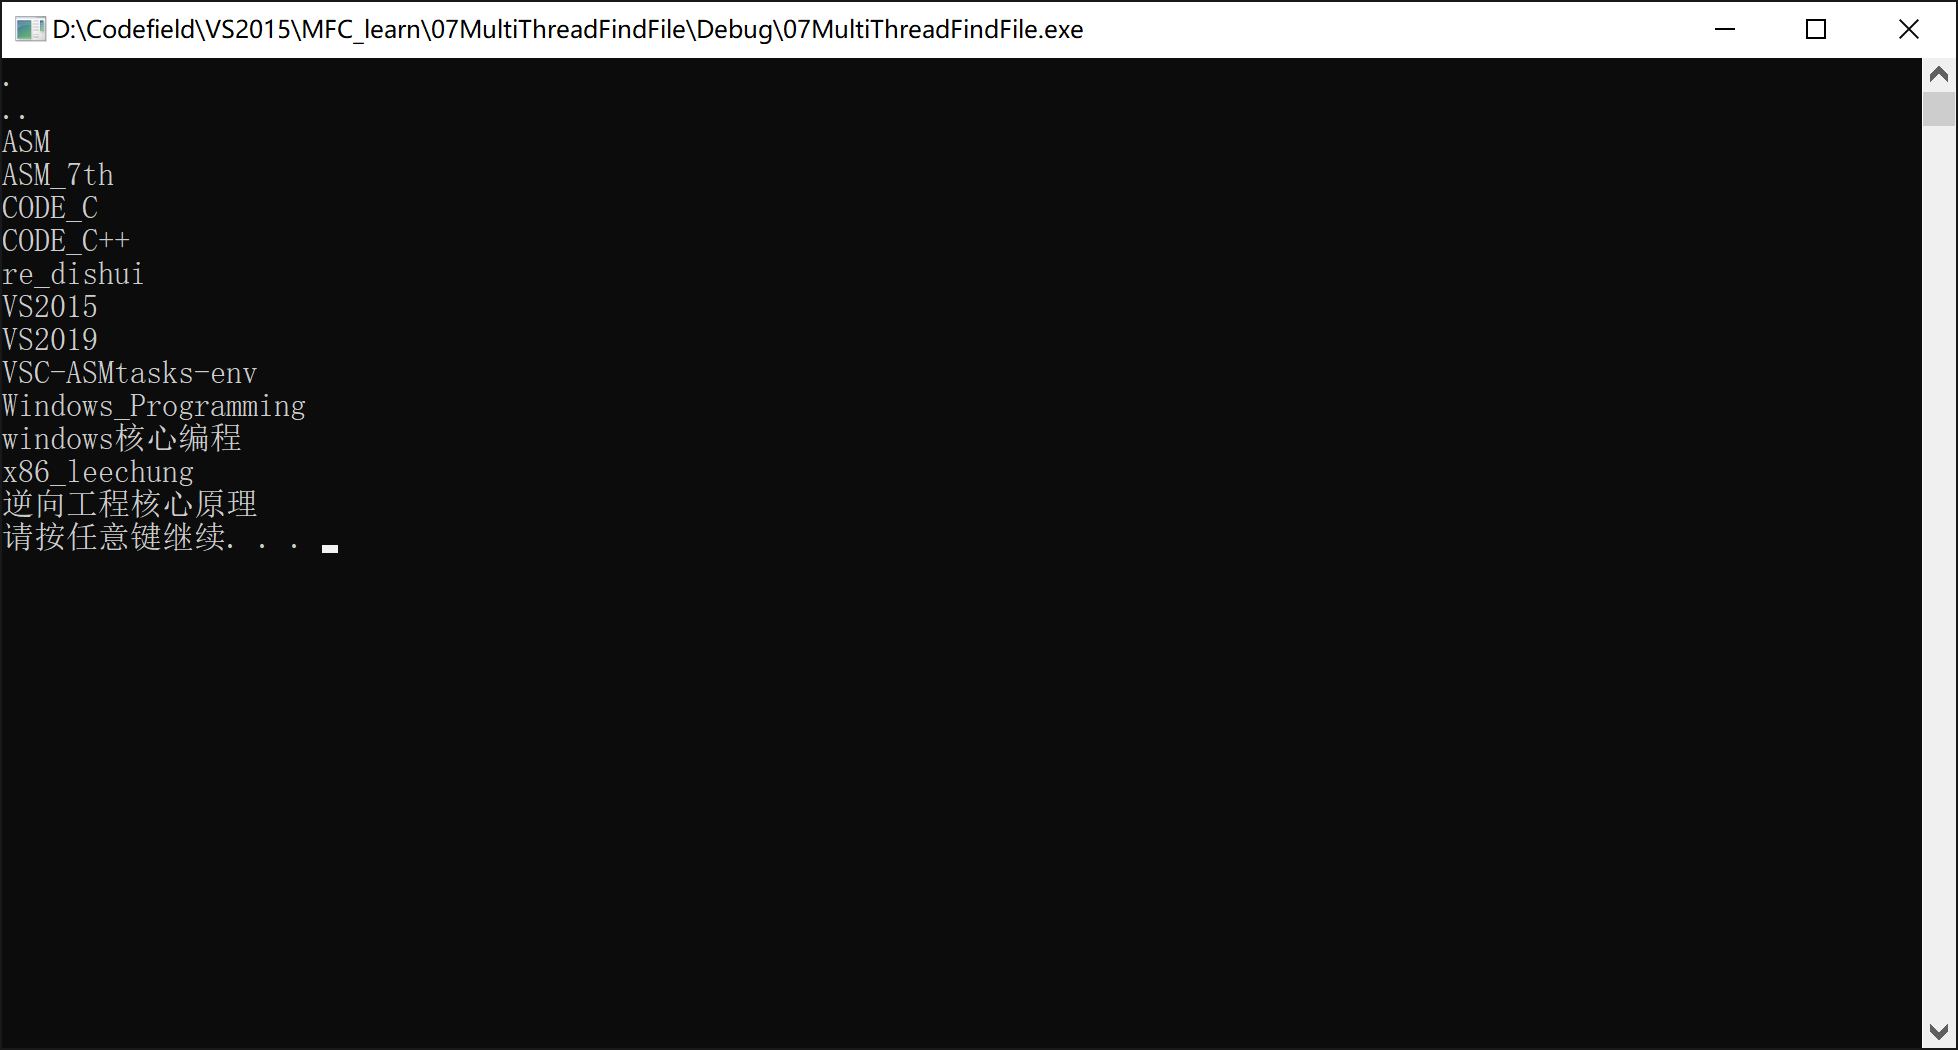 D:\Codefield\VS2015\MFC_learn\07MultiThreadFindFile\Debug\07MultiThreadFindFile.exe
.
..
ASM
ASM_7th
CODE_C
CODE_C++
re_dishui
VS2015
VS2019
VSC-ASMtasks-env
Windows_Programming
windows核心编程
x86_leechung
逆向工程核心原理
请按任意键继续. . .